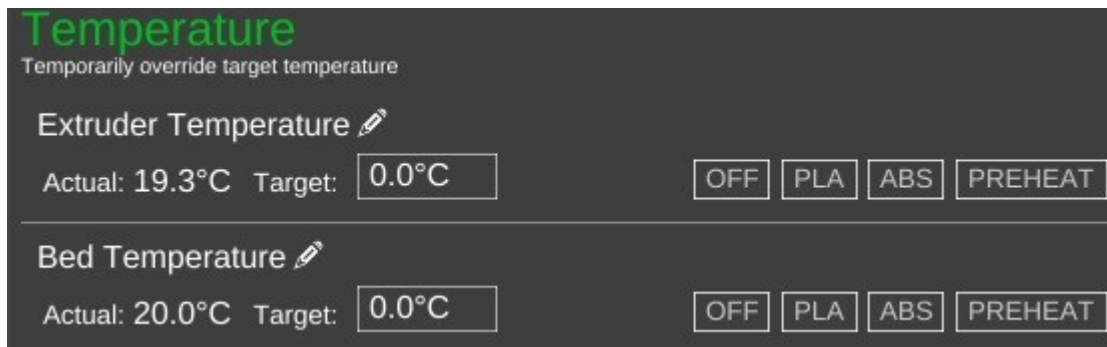 Temperature
Temporarily override target temperature
Extruder Temperature
Actual: 19.3°C Target: 0.0°C OFF PLA ABS PREHEAT
Bed Temperature
Actual: 20.0°C Target: 0.0°C OFF PLA ABS PREHEAT